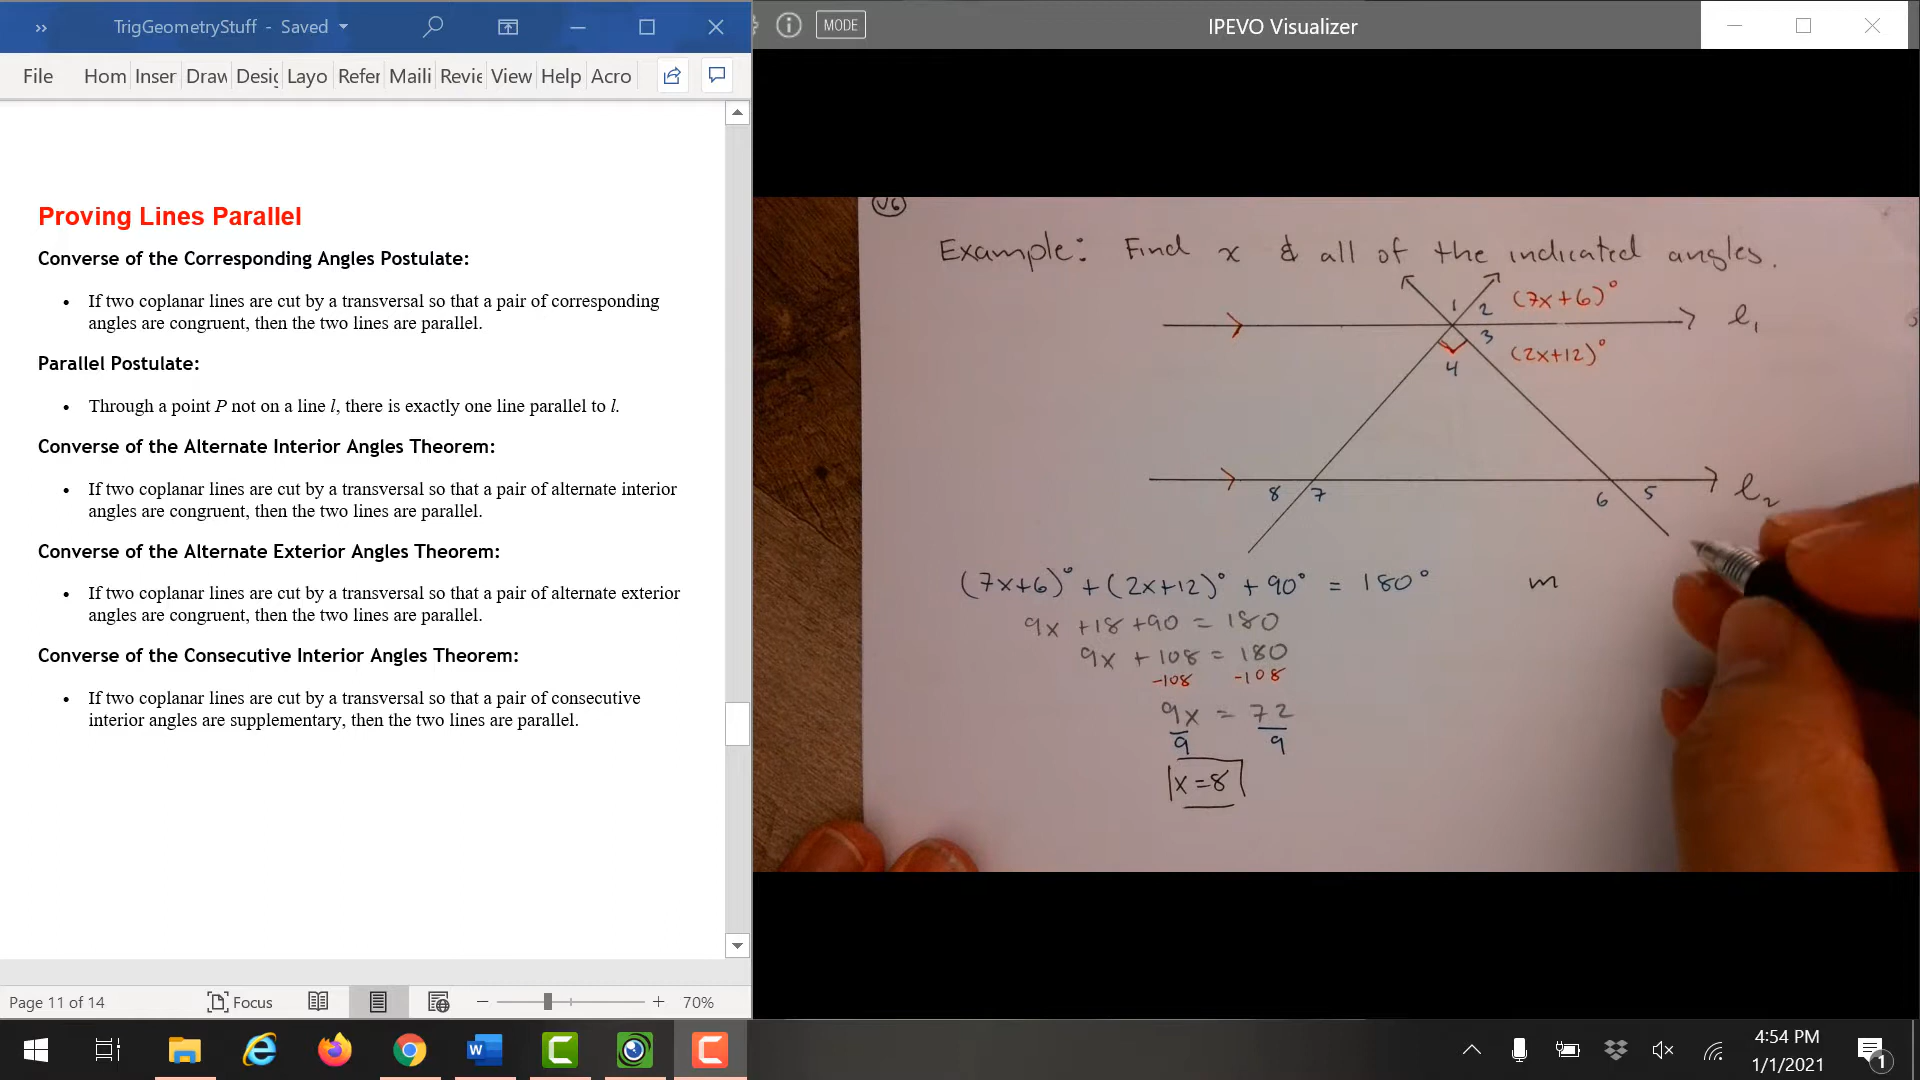 TrigGeometryStuff - Saved
MODE
IPEVO Visualizer
File Hom Inser Draw Desig Layo Refer Maili Revie View Help Acro
Proving Lines Parallel
Converse of the Corresponding Angles Postulate:
• If two coplanar lines are cut by a transversal so that a pair of corresponding
angles are congruent, then the two lines are parallel.
Parallel Postulate:
• Through a point P not on a line l, there is exactly one line parallel to l.
Converse of the Alternate Interior Angles Theorem:
• If two coplanar lines are cut by a transversal so that a pair of alternate interior
angles are congruent, then the two lines are parallel.
Converse of the Alternate Exterior Angles Theorem:
• If two coplanar lines are cut by a transversal so that a pair of alternate exterior
angles are congruent, then the two lines are parallel.
Converse of the Consecutive Interior Angles Theorem:
• If two coplanar lines are cut by a transversal so that a pair of consecutive
interior angles are supplementary, then the two lines are parallel.
Page 11 of 14
Focus
70%
V6
Example: Find x & all of the indicated angles.
1 2 (7x+6)°
l₁
3 (2x+12)°
4
8 7 6 5 l₂
(7x+6)° + (2x+12)° + 90° = 180°
m
9x +18 +90 = 180
9x + 108 = 180
-108 -108
9x = 72
9 9
x = 8
4:54 PM
1/1/2021
1